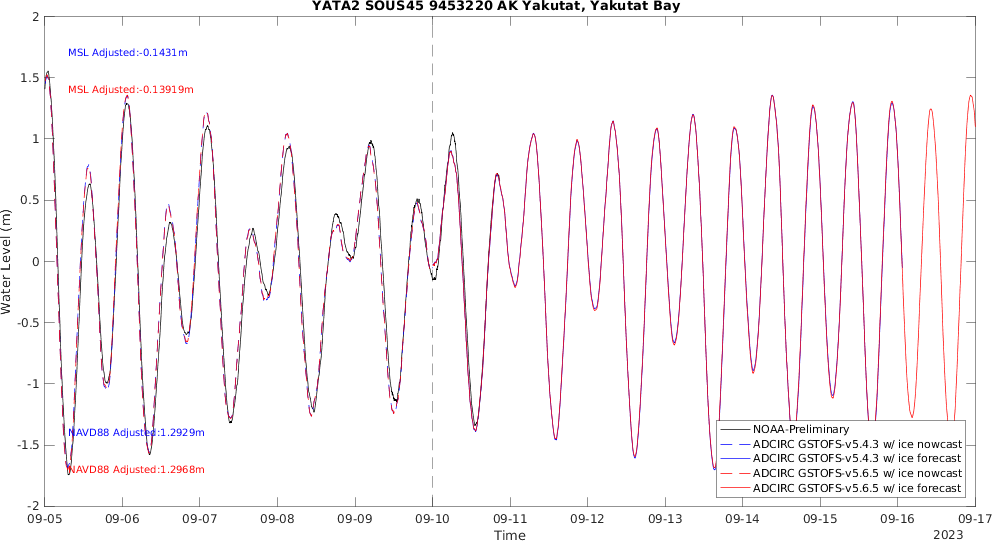 YATA2 SOUS45 9453220 AK Yakutat, Yakutat Bay
MSL Adjusted:-0.1431m
MSL Adjusted:-0.13919m
NAVD88 Adjusted:1.2929m
NAVD88 Adjusted:1.2968m
Water Level (m)
2
1.5
1
0.5
0
-0.5
-1
-1.5
-2
NOAA-Preliminary
ADCIRC GSTOFS-v5.4.3 w/ ice nowcast
ADCIRC GSTOFS-v5.4.3 w/ ice forecast
ADCIRC GSTOFS-v5.6.5 w/ ice nowcast
ADCIRC GSTOFS-v5.6.5 w/ ice forecast
09-05 09-06 09-07 09-08 09-09 09-10 09-11 09-12 09-13 09-14 09-15 09-16 09-17
Time
2023